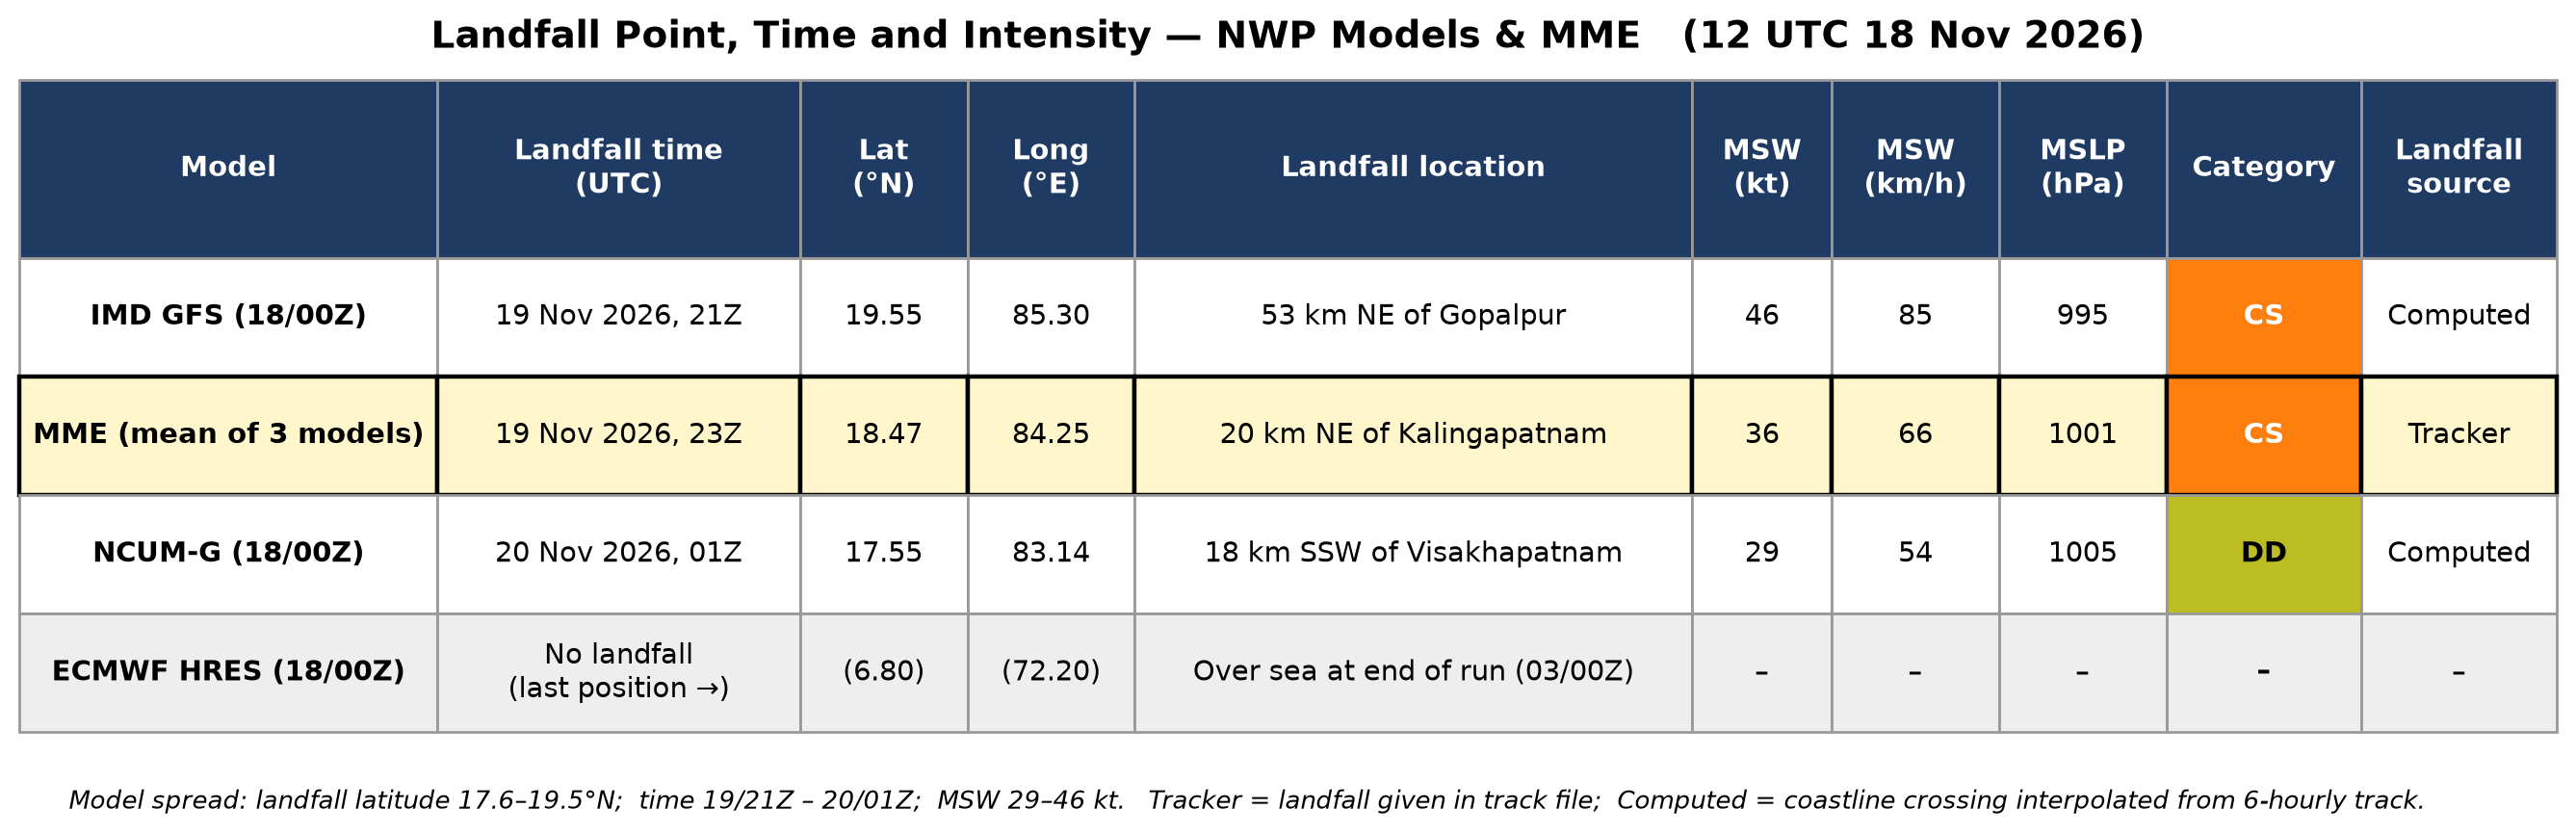 Landfall Point, Time and Intensity — NWP Models & MME (12 UTC 18 Nov 2026)
Model Landfall time (UTC) Lat (°N) Long (°E) Landfall location MSW (kt) MSW (km/h) MSLP (hPa) Category Landfall source
IMD GFS (18/00Z) 19 Nov 2026, 21Z 19.55 85.30 53 km NE of Gopalpur 46 85 995 CS Computed
MME (mean of 3 models) 19 Nov 2026, 23Z 18.47 84.25 20 km NE of Kalingapatnam 36 66 1001 CS Tracker
NCUM-G (18/00Z) 20 Nov 2026, 01Z 17.55 83.14 18 km SSW of Visakhapatnam 29 54 1005 DD Computed
ECMWF HRES (18/00Z) No landfall (last position →) (6.80) (72.20) Over sea at end of run (03/00Z) – – – – –
Model spread: landfall latitude 17.6–19.5°N; time 19/21Z – 20/01Z; MSW 29–46 kt. Tracker = landfall given in track file; Computed = coastline crossing interpolated from 6-hourly track.